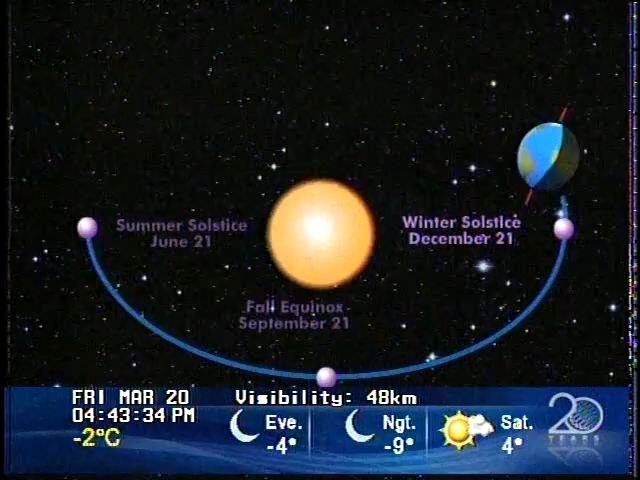 Summer Solstice
June 21
Winter Solstice
December 21
Fall Equinox
September 21
FRI MAR 20
Visibility: 48km
04:43:34 PM
-2°C
Eve.
-4°
Ngt.
-9°
Sat.
4°
20
YEARS